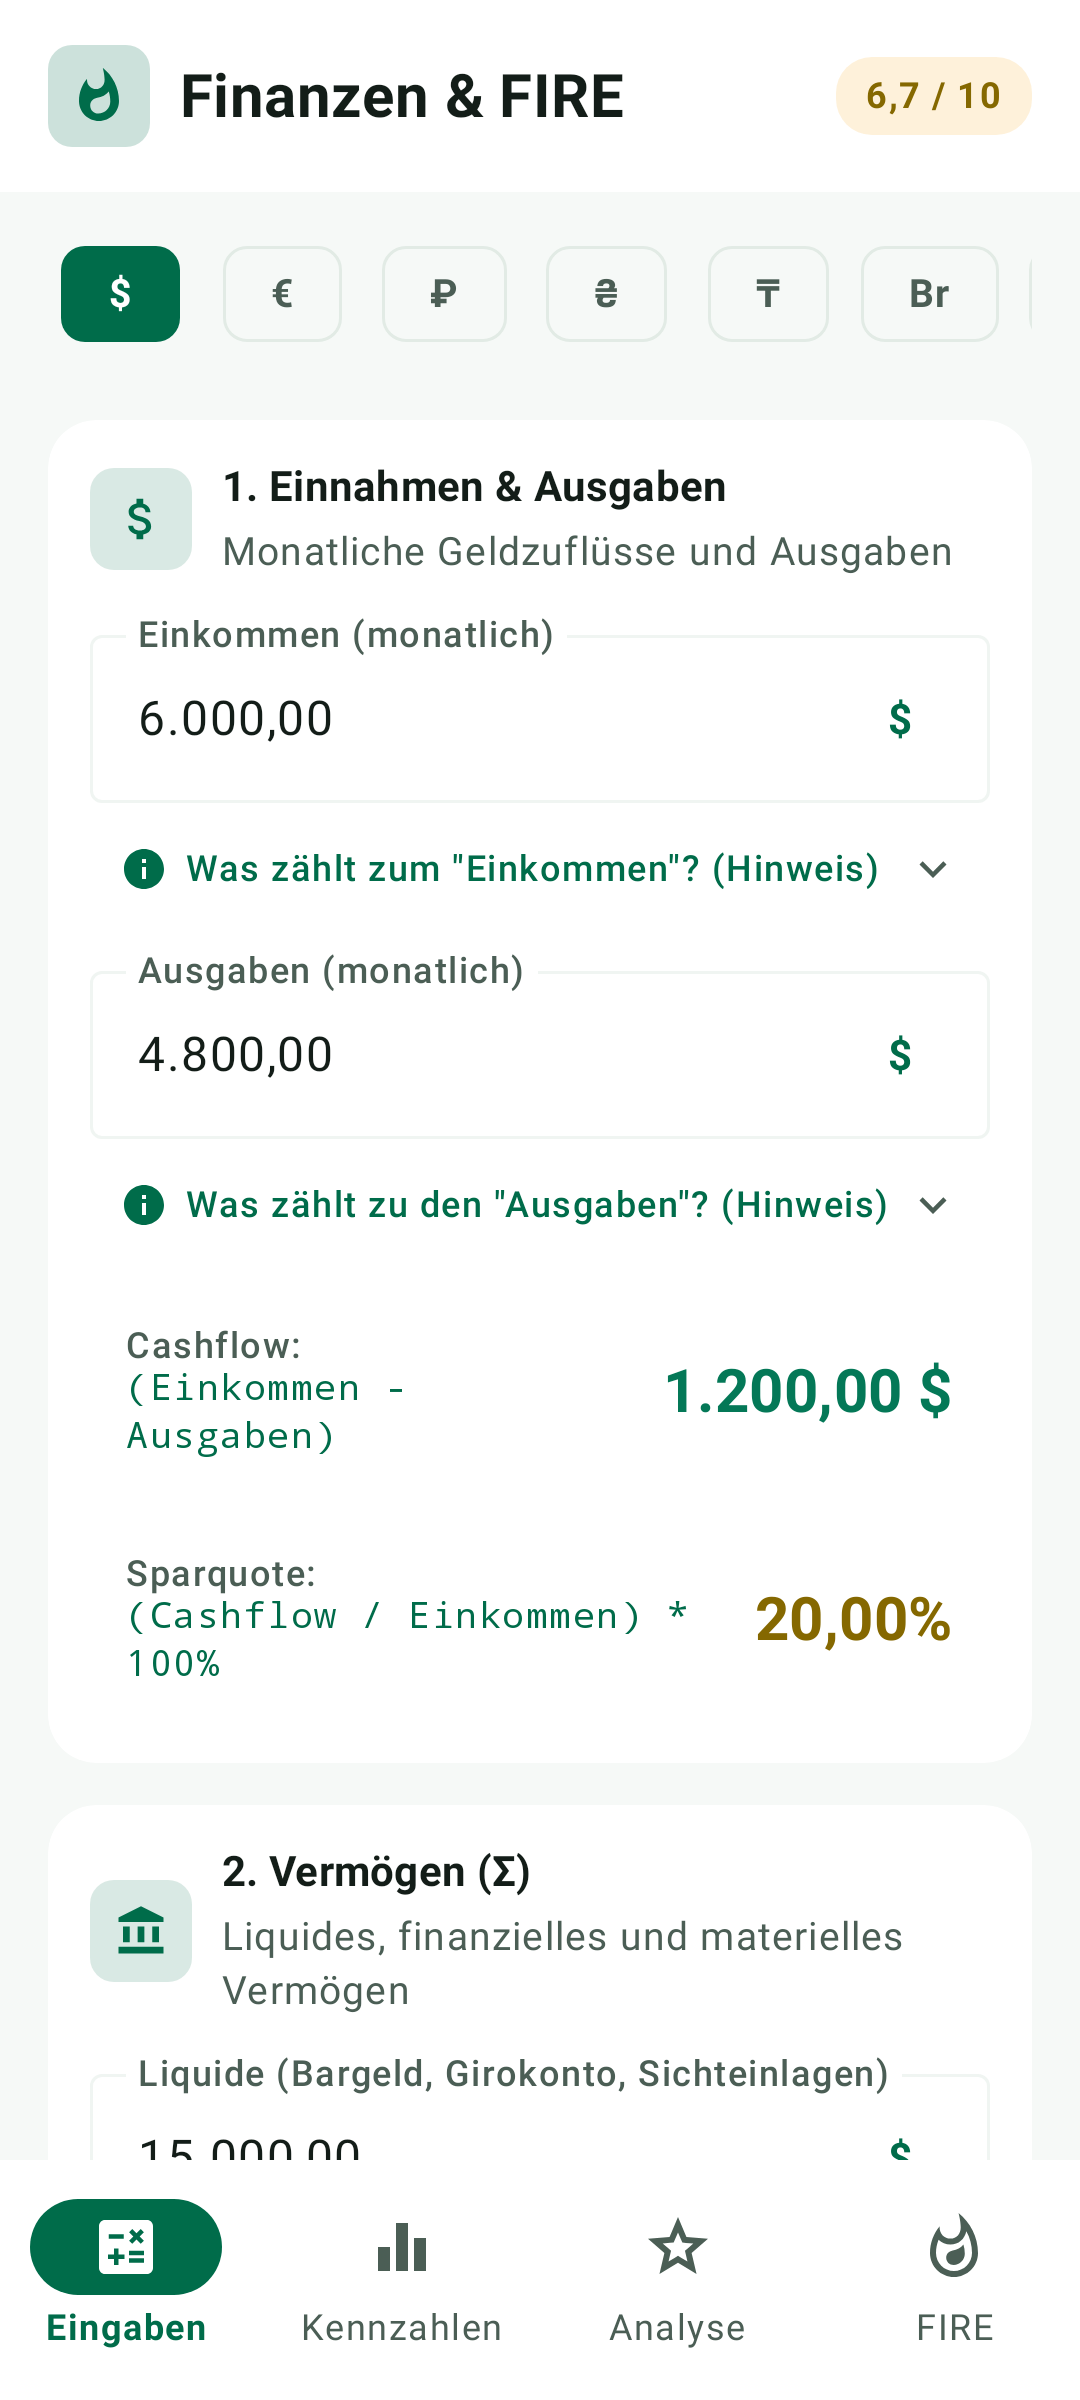 Finanzen & FIRE
6,7 / 10
$
€
₽
₴
₸
Br
$
1. Einnahmen & Ausgaben
Monatliche Geldzuflüsse und Ausgaben
Einkommen (monatlich)
6.000,00
$
Was zählt zum "Einkommen"? (Hinweis)
Ausgaben (monatlich)
4.800,00
$
Was zählt zu den "Ausgaben"? (Hinweis)
Cashflow:
(Einkommen -
Ausgaben)
1.200,00 $
Sparquote:
(Cashflow / Einkommen) *
100%
20,00%
2. Vermögen (Σ)
Liquides, finanzielles und materielles
Vermögen
Liquide (Bargeld, Girokonto, Sichteinlagen)
15.000,00
$
Eingaben
Kennzahlen
Analyse
FIRE